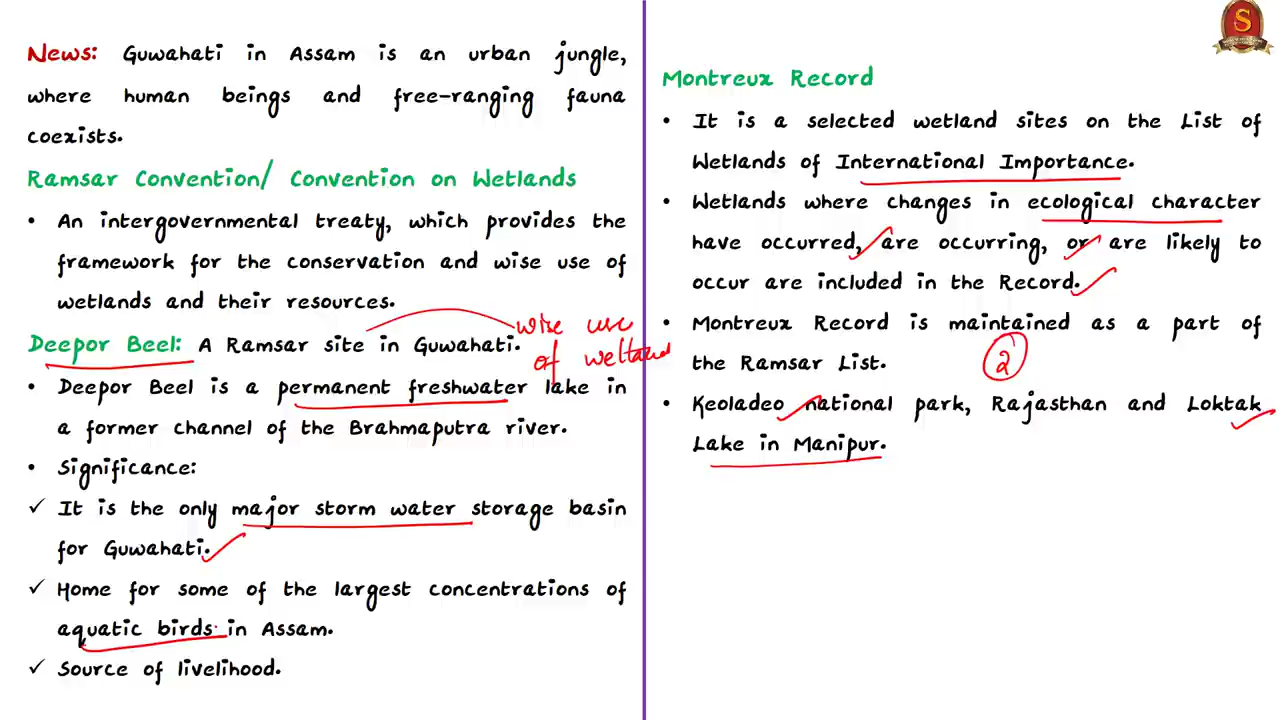 News: Guwahati in Assam is an urban jungle,
where human beings and free-ranging fauna
coexists.
Ramsar Convention/ Convention on Wetlands
• An intergovernmental treaty, which provides the
framework for the conservation and wise use of
wetlands and their resources.
Deepor Beel: A Ramsar site in Guwahati.
wise use
of wetland
• Deepor Beel is a permanent freshwater lake in
a former channel of the Brahmaputra river.
• Significance:
✓ It is the only major storm water storage basin
for Guwahati.
✓ Home for some of the largest concentrations of
aquatic birds in Assam.
✓ Source of livelihood.
Montreux Record
• It is a selected wetland sites on the List of
Wetlands of International Importance.
• Wetlands where changes in ecological character
have occurred, are occurring, or are likely to
occur are included in the Record.
• Montreux Record is maintained as a part of
the Ramsar List.
2
• Keoladeo national park, Rajasthan and Loktak
Lake in Manipur.
S